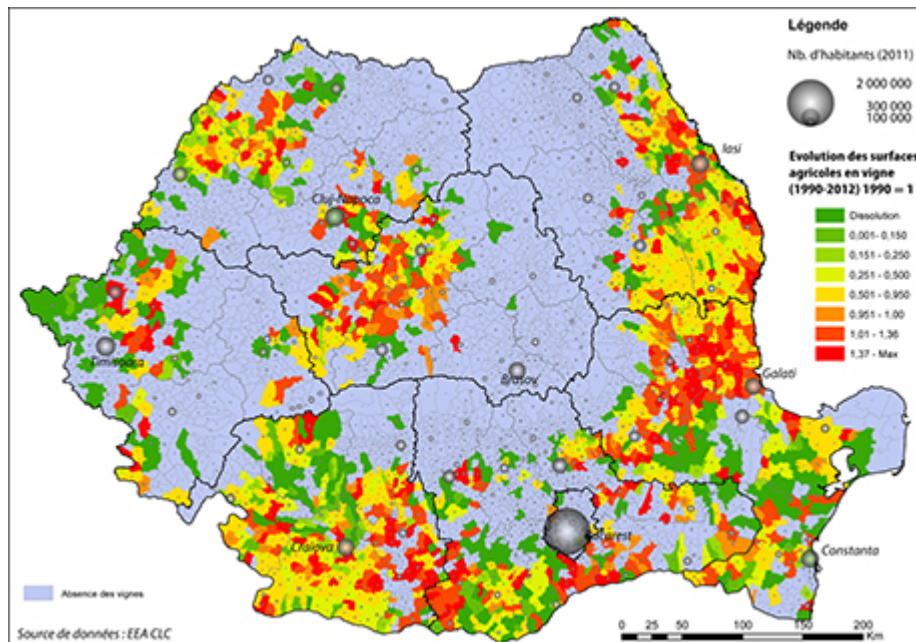 Légende
Nb. d'habitants (2011)
2 000 000
300 000
100 000
Iasi
Evolution des surfaces
agricoles en vigne
(1990-2012) 1990 = 1
Dissolution
0,001- 0,150
0,151 - 0,250
0,251 - 0,500
0,501 - 0,950
0,951 - 1,00
1,01 - 1,36
1,37 - Max
Cluj-Napoca
Timisoara
Brasov
Galati
Craiova
Bucarest
Constanta
Absence des vignes
Source de données : EEA CLC
0 25 50 100 150 200
Km